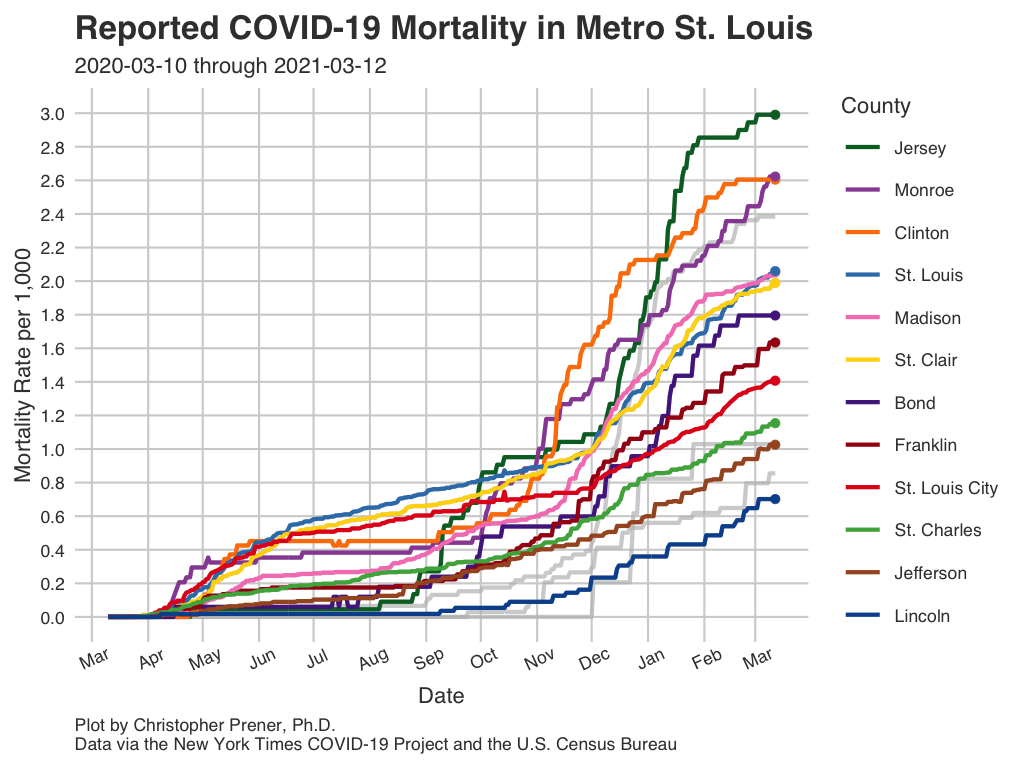 Reported COVID-19 Mortality in Metro St. Louis
2020-03-10 through 2021-03-12
Mortality Rate per 1,000
3.0
2.8
2.6
2.4
2.2
2.0
1.8
1.6
1.4
1.2
1.0
0.8
0.6
0.4
0.2
0.0
Mar Apr May Jun Jul Aug Sep Oct Nov Dec Jan Feb Mar
Date
County
Jersey
Monroe
Clinton
St. Louis
Madison
St. Clair
Bond
Franklin
St. Louis City
St. Charles
Jefferson
Lincoln
Plot by Christopher Prener, Ph.D.
Data via the New York Times COVID-19 Project and the U.S. Census Bureau